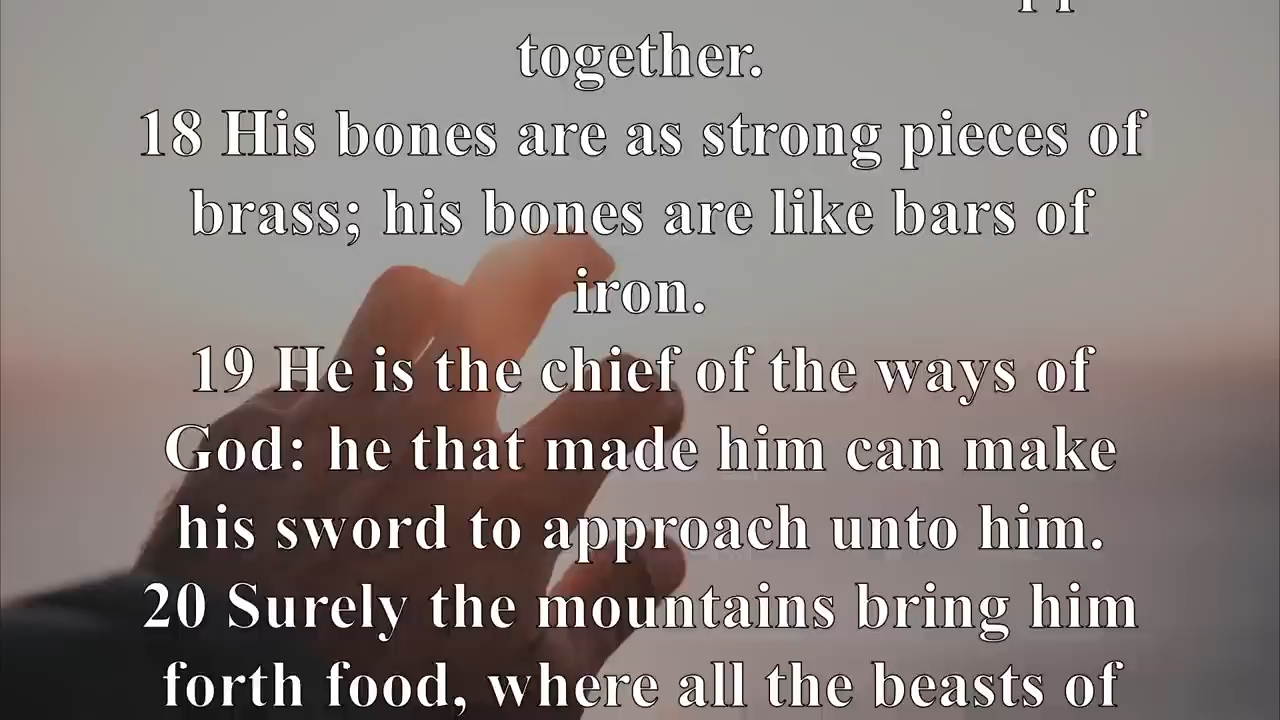 together.
18 His bones are as strong pieces of
brass; his bones are like bars of
iron.
19 He is the chief of the ways of
God: he that made him can make
his sword to approach unto him.
20 Surely the mountains bring him
forth food, where all the beasts of